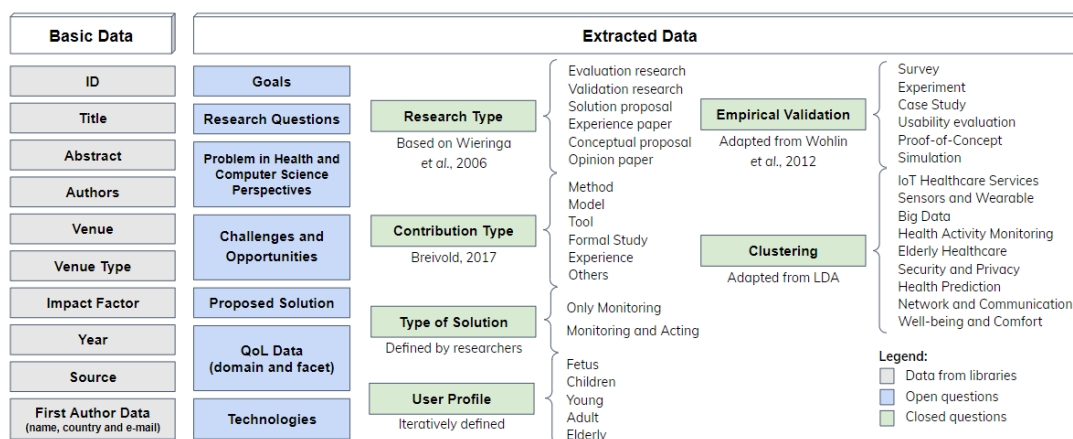 Basic Data
Extracted Data
ID
Title
Abstract
Authors
Venue
Venue Type
Impact Factor
Year
Source
First Author Data
(name, country and e-mail)
Goals
Research Questions
Problem in Health and
Computer Science
Perspectives
Challenges and
Opportunities
Proposed Solution
QoL Data
(domain and facet)
Technologies
Research Type
Based on Wieringa
et al., 2006
Evaluation research
Validation research
Solution proposal
Experience paper
Conceptual proposal
Opinion paper
Contribution Type
Breivold, 2017
Method
Model
Tool
Formal Study
Experience
Others
Type of Solution
Defined by researchers
Only Monitoring
Monitoring and Acting
User Profile
Iteratively defined
Fetus
Children
Young
Adult
Elderly
Empirical Validation
Adapted from Wohlin
et al., 2012
Survey
Experiment
Case Study
Usability evaluation
Proof-of-Concept
Simulation
Clustering
Adapted from LDA
IoT Healthcare Services
Sensors and Wearable
Big Data
Health Activity Monitoring
Elderly Healthcare
Security and Privacy
Health Prediction
Network and Communication
Well-being and Comfort
Legend:
Data from libraries
Open questions
Closed questions